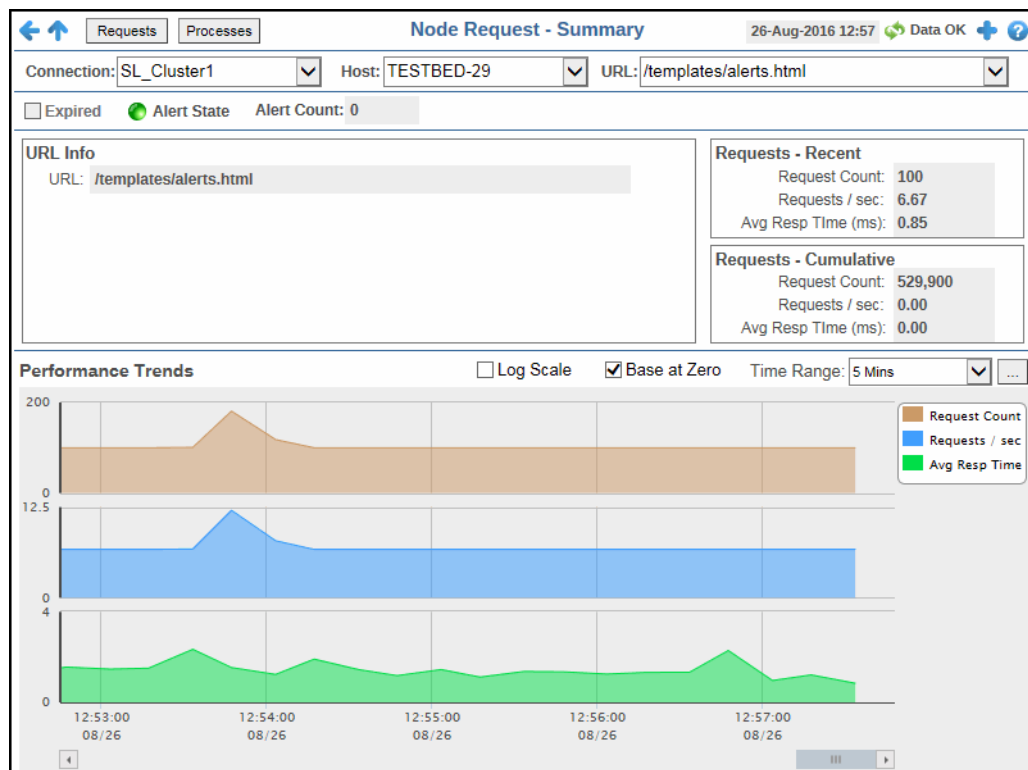 Requests Processes Node Request - Summary 26-Aug-2016 12:57 Data OK
Connection: SL_Cluster1 Host: TESTBED-29 URL: /templates/alerts.html
Expired Alert State Alert Count: 0
URL Info
URL: /templates/alerts.html
Requests - Recent
Request Count: 100
Requests / sec: 6.67
Avg Resp TIme (ms): 0.85
Requests - Cumulative
Request Count: 529,900
Requests / sec: 0.00
Avg Resp TIme (ms): 0.00
Performance Trends Log Scale Base at Zero Time Range: 5 Mins ...
200
0
12.5
0
4
0
Request Count
Requests / sec
Avg Resp Time
12:53:00 12:54:00 12:55:00 12:56:00 12:57:00
08/26 08/26 08/26 08/26 08/26